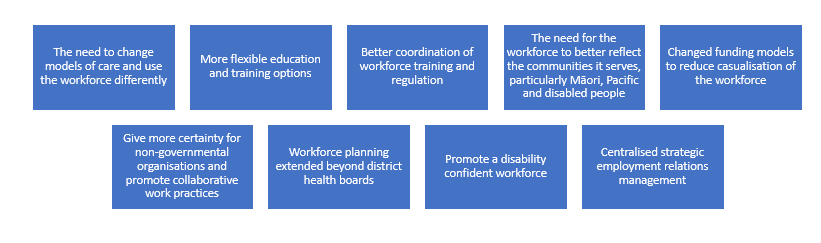 The need to change
models of care and use
the workforce differently
More flexible education
and training options
Better coordination of
workforce training and
regulation
The need for the
workforce to better reflect
the communities it serves,
particularly Māori, Pacific
and disabled people
Changed funding models
to reduce casualisation of
the workforce
Give more certainty for
non-governmental
organisations and
promote collaborative
work practices
Workforce planning
extended beyond district
health boards
Promote a disability
confident workforce
Centralised strategic
employment relations
management